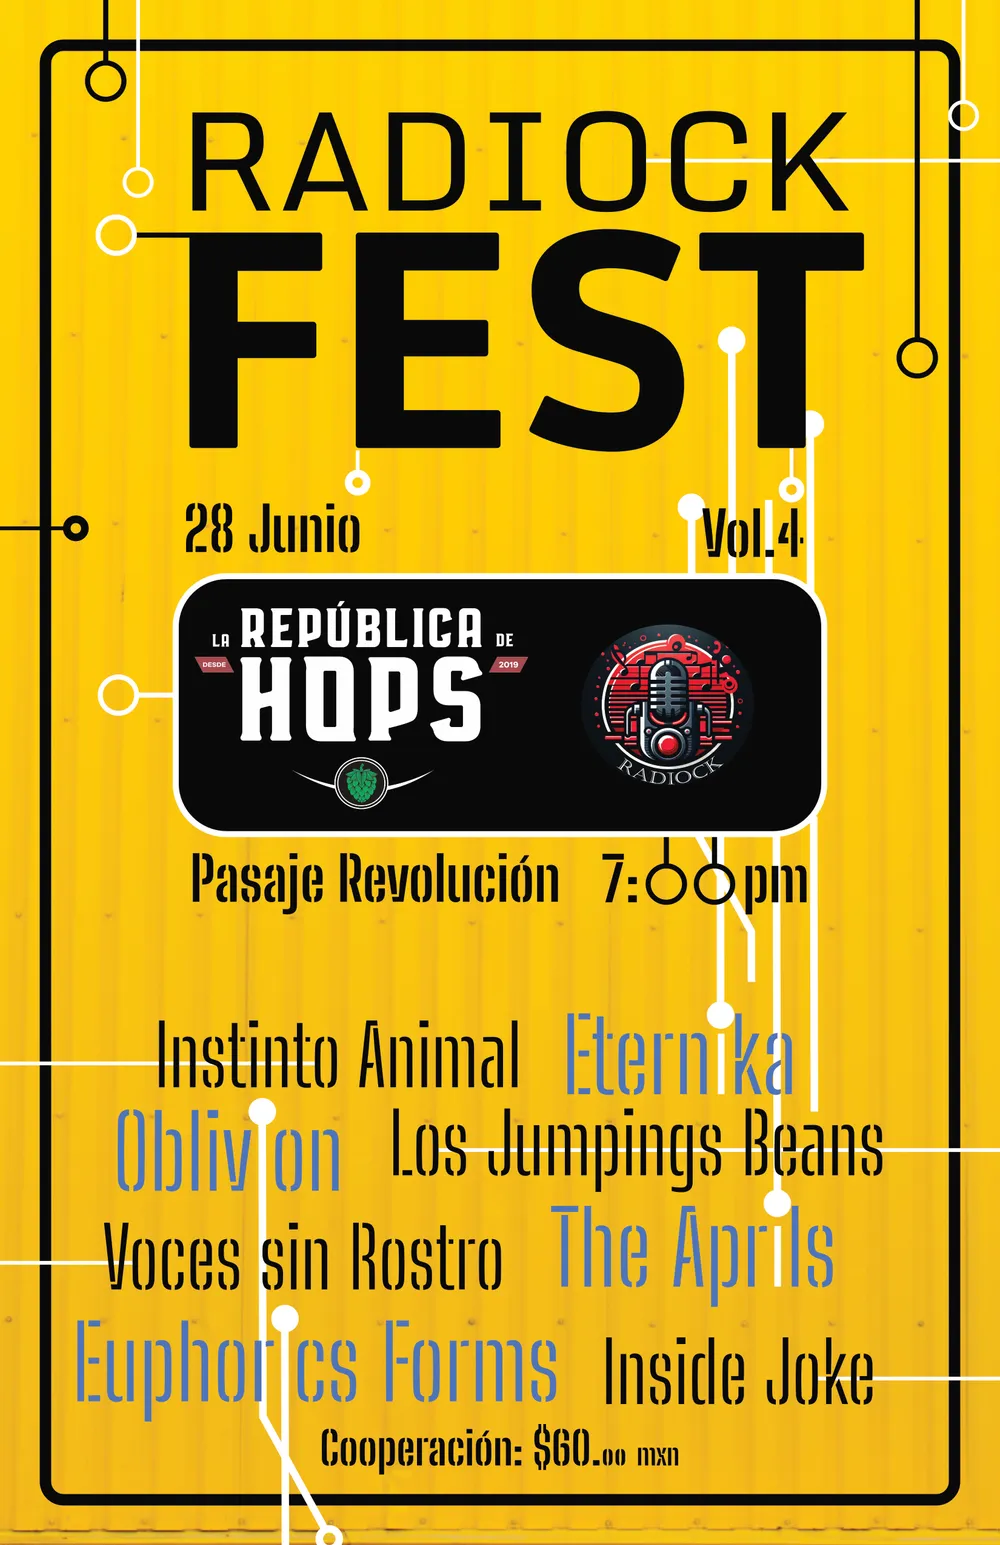 RADIOCK
FEST
28 Junio Vol.4
LA REPÚBLICA DE
DESDE HOPS 2019
RADIOCK
Pasaje Revolución 7:00pm
Instinto Animal Eternika
Oblivion Los Jumpings Beans
Voces sin Rostro The Aprils
Euphorics Forms Inside Joke
Cooperación: $60.00 mxn